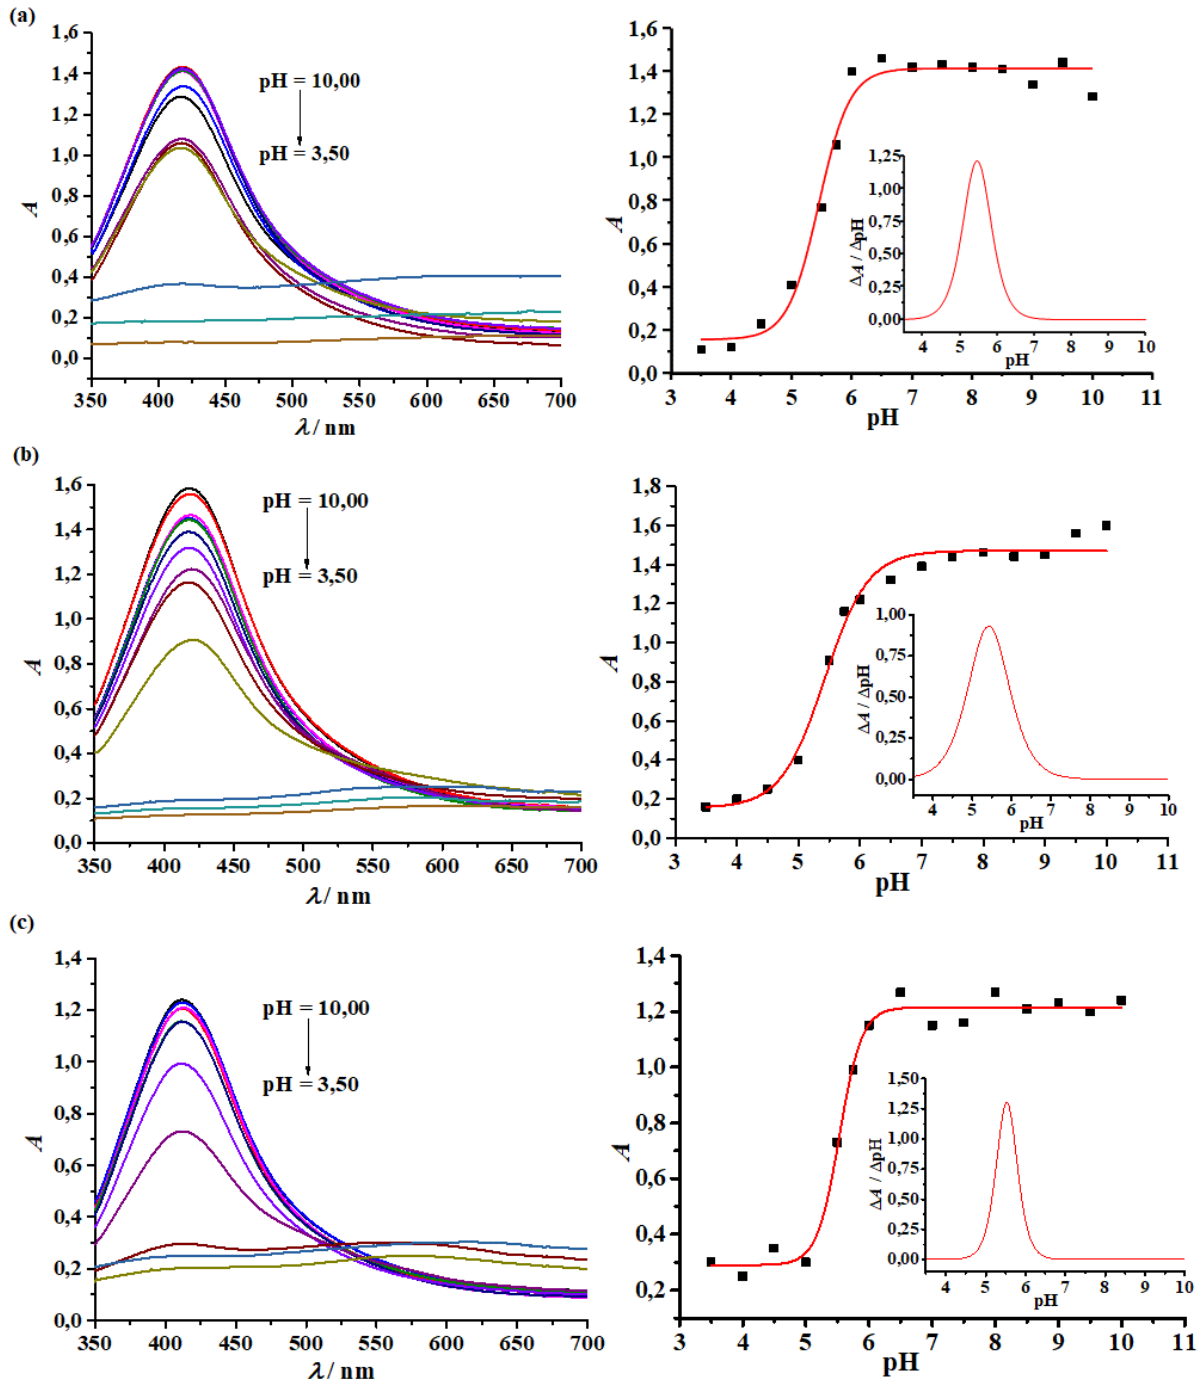 (a)
1,6
1,4
1,2
1,0
0,8
0,6
0,4
0,2
0,0
A
pH = 10,00
pH = 3,50
350 400 450 500 550 600 650 700
λ / nm
1,6
1,4
1,2
1,0
0,8
0,6
0,4
0,2
0,0
A
3 4 5 6 7 8 9 10 11
pH
1,25
1,00
0,75
0,50
0,25
0,00
ΔA / ΔpH
4 5 6 7 8 9 10
pH
(b)
1,6
1,4
1,2
1,0
0,8
0,6
0,4
0,2
0,0
A
pH = 10,00
pH = 3,50
350 400 450 500 550 600 650 700
λ / nm
1,8
1,6
1,4
1,2
1,0
0,8
0,6
0,4
0,2
0,0
A
3 4 5 6 7 8 9 10 11
pH
1,00
0,75
0,50
0,25
0,00
ΔA / ΔpH
4 5 6 7 8 9 10
pH
(c)
1,4
1,2
1,0
0,8
0,6
0,4
0,2
0,0
A
pH = 10,00
pH = 3,50
350 400 450 500 550 600 650 700
λ / nm
1,4
1,2
1,0
0,8
0,6
0,4
0,2
A
3 4 5 6 7 8 9 10 11
pH
1,50
1,25
1,00
0,75
0,50
0,25
0,00
ΔA / ΔpH
4 5 6 7 8 9 10
pH